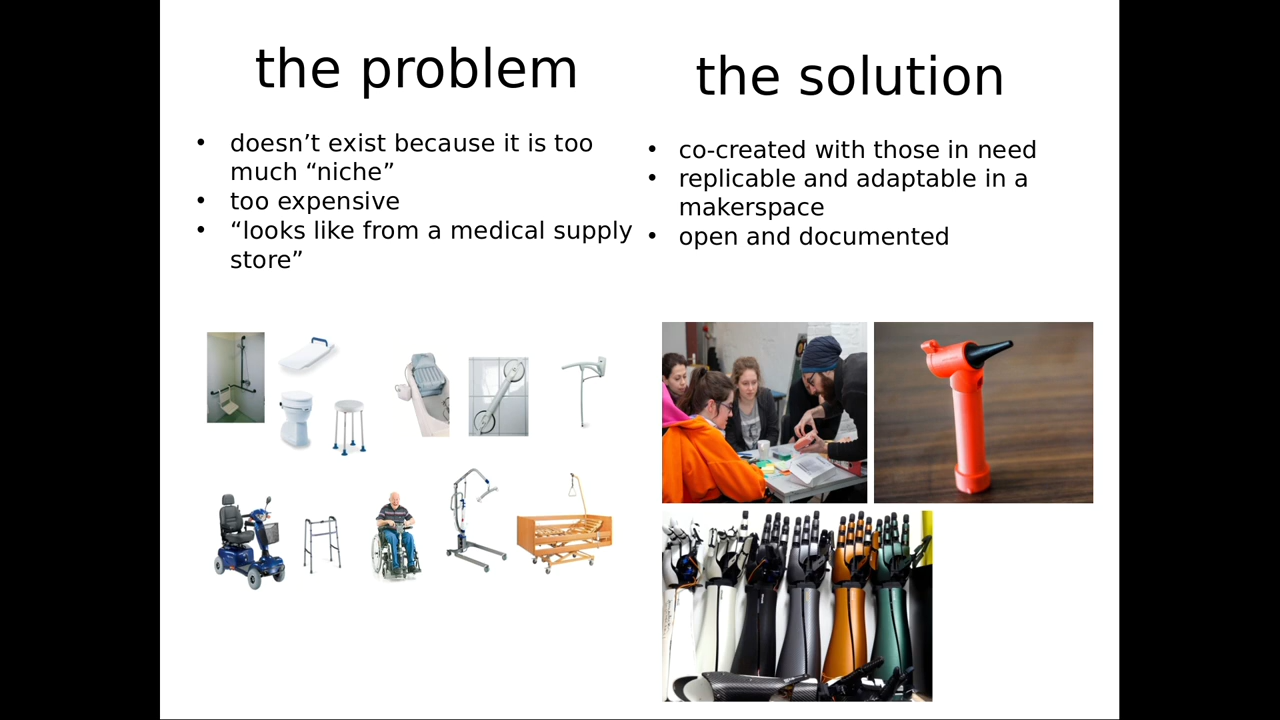 the problem
• doesn’t exist because it is too
much “niche”
• too expensive
• “looks like from a medical supply
store”
the solution
• co-created with those in need
• replicable and adaptable in a
makerspace
• open and documented